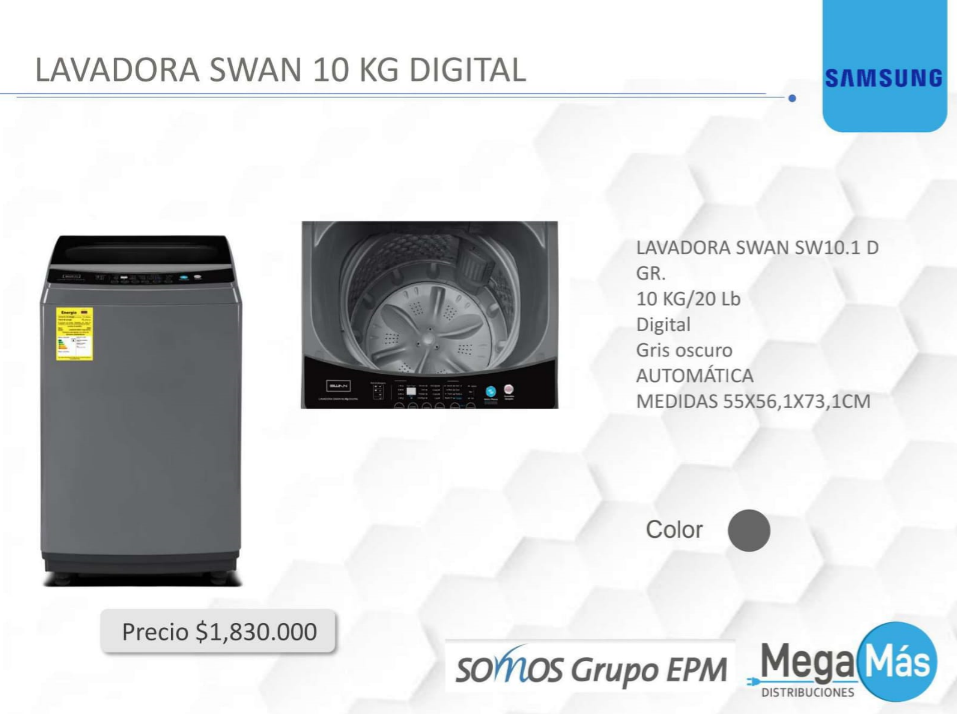 LAVADORA SWAN 10 KG DIGITAL
SAMSUNG
LAVADORA SWAN SW10.1 D
GR.
10 KG/20 Lb
Digital
Gris oscuro
AUTOMÁTICA
MEDIDAS 55X56,1X73,1CM
Energía
Color
Precio $1,830.000
somos Grupo EPM
Mega Más
DISTRIBUCIONES